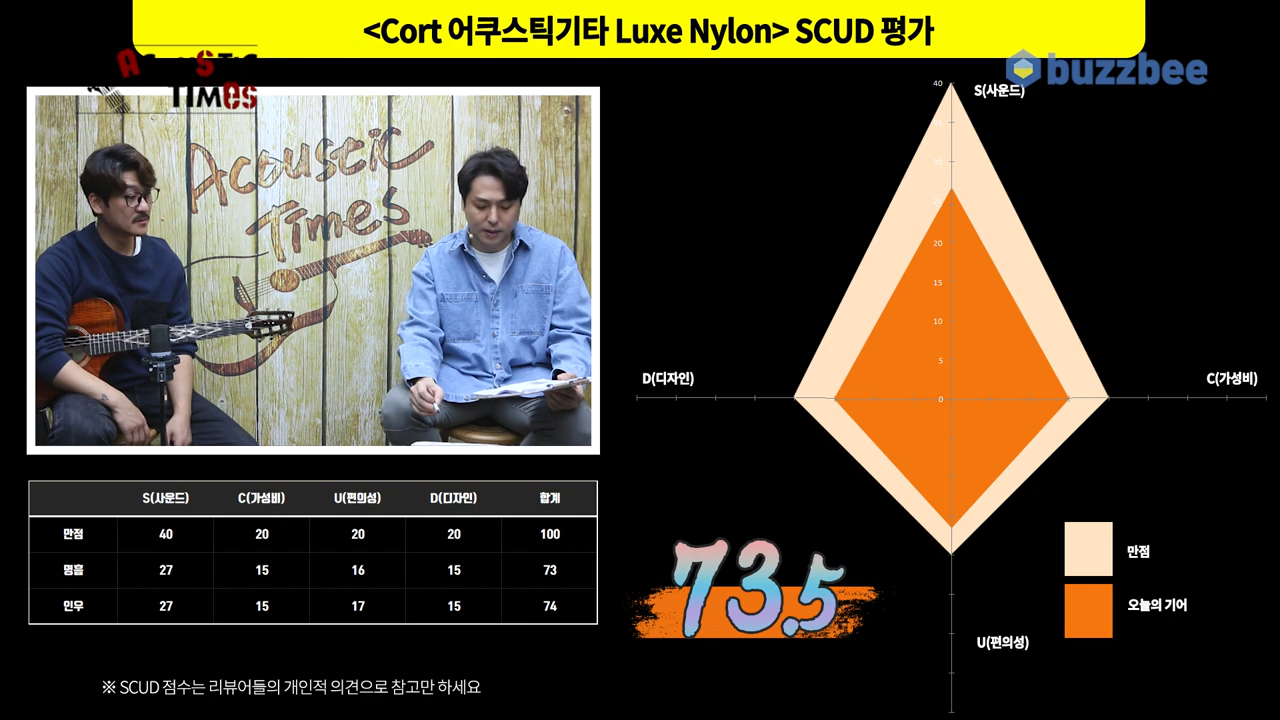 <Cort 어쿠스틱기타 Luxe Nylon> SCUD 평가
ACOUSTIC
TIMES
buzzbee
Acoustic
Times
S(사운드) C(가성비) U(편의성) D(디자인) 합계
만점 40 20 20 20 100
명흠 27 15 16 15 73
인우 27 15 17 15 74
※ SCUD 점수는 리뷰어들의 개인적 의견으로 참고만 하세요
40
S(사운드)
30
25
20
15
10
5
0
D(디자인)
C(가성비)
U(편의성)
73.5
만점
오늘의 기어